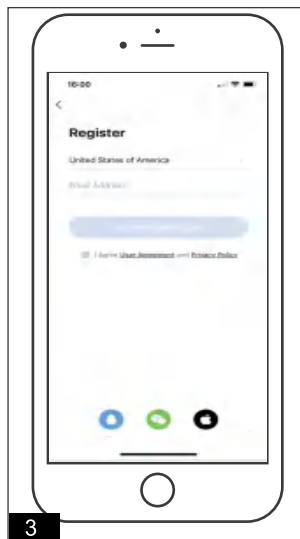 16:00
Register
United States of America
Email Address
I Agree User Agreement and Privacy Policy
3